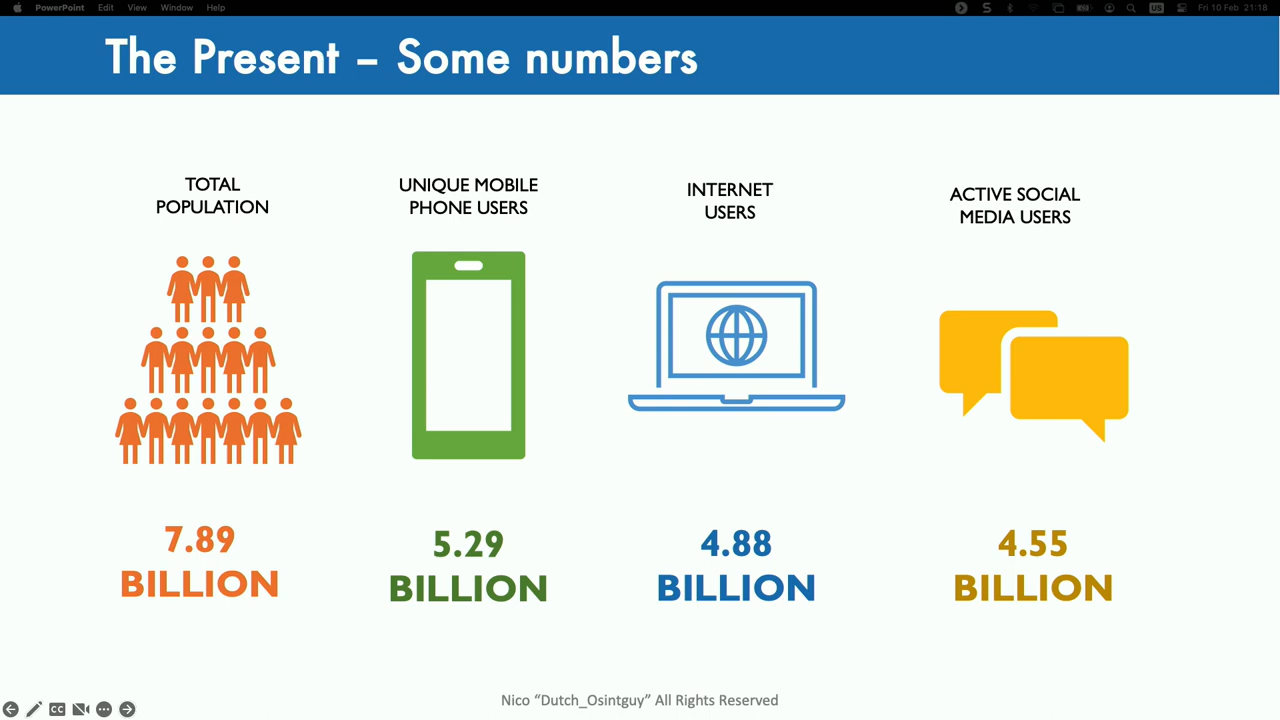 PowerPoint Edit View Window Help
US Fri 10 Feb 21:18
The Present – Some numbers
TOTAL
POPULATION
UNIQUE MOBILE
PHONE USERS
INTERNET
USERS
ACTIVE SOCIAL
MEDIA USERS
7.89
BILLION
5.29
BILLION
4.88
BILLION
4.55
BILLION
CC
Nico “Dutch_Osintguy” All Rights Reserved